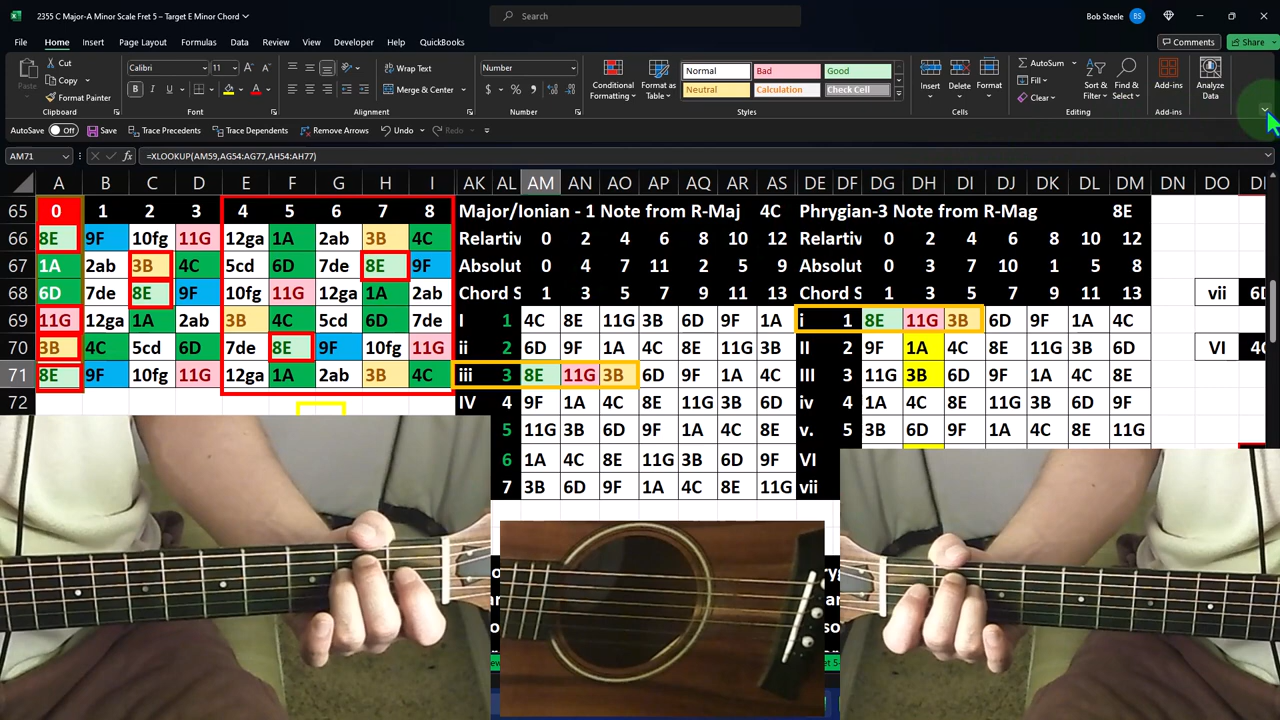 2355 C Major-A Minor Scale Fret 5 – Target E Minor Chord
Search
Bob Steele BS
File Home Insert Page Layout Formulas Data Review View Developer Help QuickBooks
Comments Share
Paste Cut Copy Format Painter Clipboard
Calibri 11 B I U Font
Wrap Text Merge & Center Alignment
Number $ % Number
Conditional Formatting Format as Table
Normal Bad Good Neutral Calculation Check Cell Styles
Insert Delete Format Cells
AutoSum Fill Clear Sort & Filter Find & Select Editing
Add-ins Add-ins
Analyze Data
AutoSave Off Save Trace Precedents Trace Dependents Remove Arrows Undo Redo
AM71 fx =XLOOKUP(AM59,AG54:AG77,AH54:AH77)
A B C D E F G H I AK AL AM AN AO AP AQ AR AS DE DF DG DH DI DJ DK DL DM DN DO
65 0 1 2 3 4 5 6 7 8 Major/Ionian - 1 Note from R-Maj 4C Phrygian-3 Note from R-Mag 8E
66 8E 9F 10fg 11G 12ga 1A 2ab 3B 4C Relartiv 0 2 4 6 8 10 12 Relartiv 0 2 4 6 8 10 12
67 1A 2ab 3B 4C 5cd 6D 7de 8E 9F Absolut 0 4 7 11 2 5 9 Absolut 0 3 7 10 1 5 8
68 6D 7de 8E 9F 10fg 11G 12ga 1A 2ab Chord S 1 3 5 7 9 11 13 Chord S 1 3 5 7 9 11 13 vii 6D
69 11G 12ga 1A 2ab 3B 4C 5cd 6D 7de I 1 4C 8E 11G 3B 6D 9F 1A i 1 8E 11G 3B 6D 9F 1A 4C
70 3B 4C 5cd 6D 7de 8E 9F 10fg 11G ii 2 6D 9F 1A 4C 8E 11G 3B II 2 9F 1A 4C 8E 11G 3B 6D VI 4C
71 8E 9F 10fg 11G 12ga 1A 2ab 3B 4C iii 3 8E 11G 3B 6D 9F 1A 4C III 3 11G 3B 6D 9F 1A 4C 8E
72 IV 4 9F 1A 4C 8E 11G 3B 6D iv 4 1A 4C 8E 11G 3B 6D 9F
5 11G 3B 6D 9F 1A 4C 8E v. 5 3B 6D 9F 1A 4C 8E 11G
6 1A 4C 8E 11G 3B 6D 9F VI
7 3B 6D 9F 1A 4C 8E 11G vii